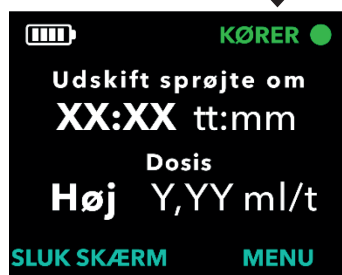 KØRER
Udskift sprøjte om
XX:XX tt:mm
Dosis
Høj Y,YY ml/t
SLUK SKÆRM MENU